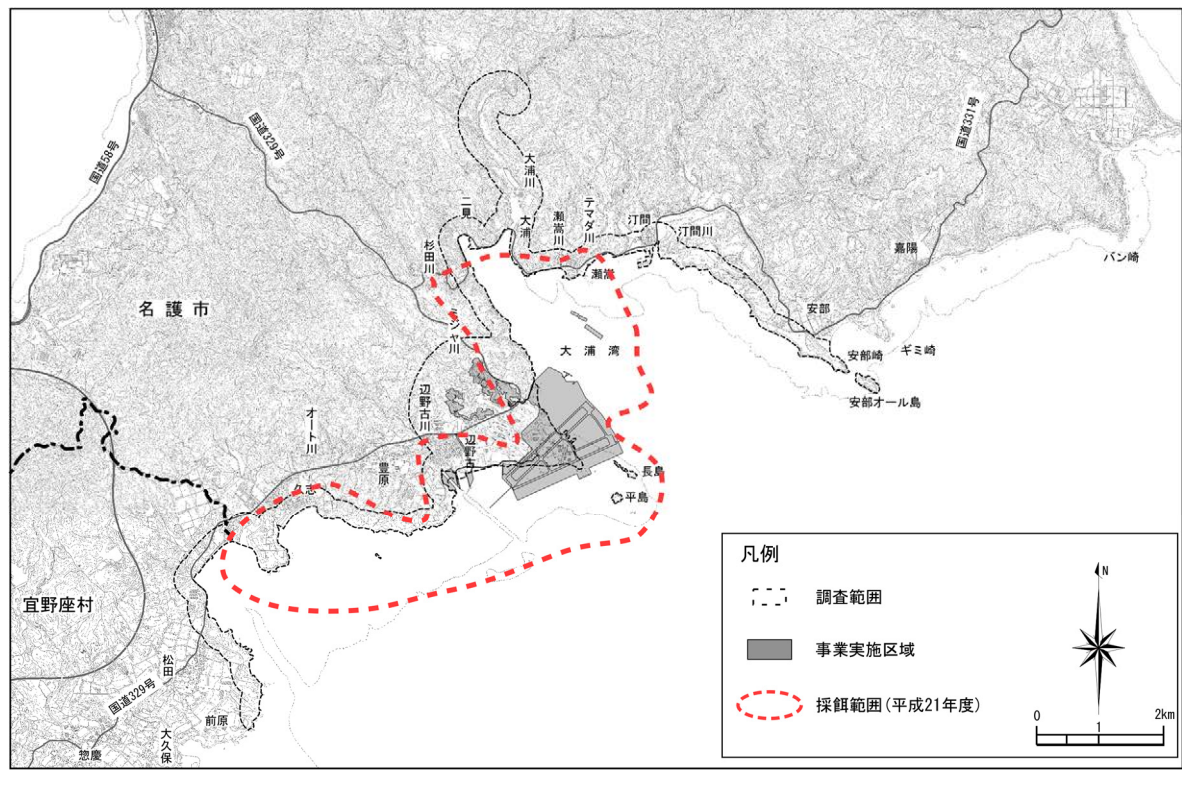 国道58号
国道329号
国道331号
大浦川
二見
大浦
瀬嵩川
テマダ川
汀間
汀間川
杉田川
瀬嵩
嘉陽
バン崎
名護市
ミジャ川
安部
大浦湾
安部崎
ギミ崎
安部オール島
辺野古川
オート川
辺野古
豊原
久志
長島
平島
宜野座村
松田
国道329号
前原
大久保
惣慶
凡例
調査範囲
事業実施区域
採餌範囲(平成21年度)
N
0
1
2km